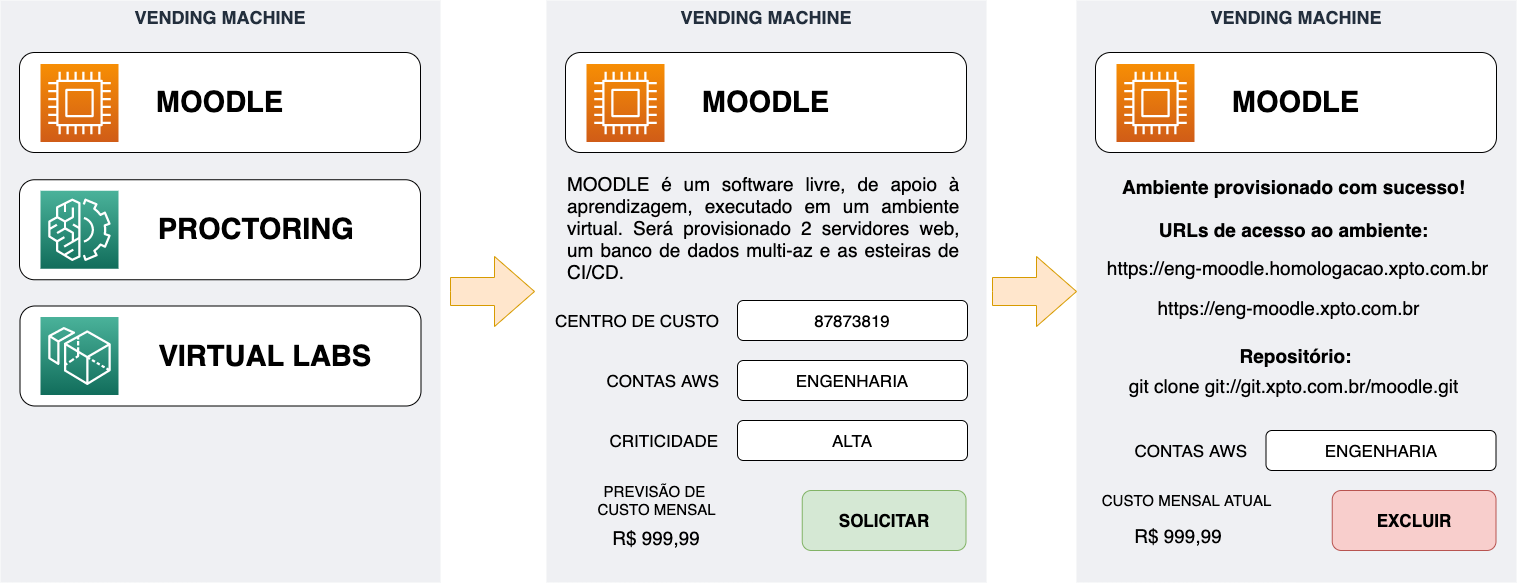 VENDING MACHINE
MOODLE
PROCTORING
VIRTUAL LABS
VENDING MACHINE
MOODLE
MOODLE é um software livre, de apoio à
aprendizagem, executado em um ambiente
virtual. Será provisionado 2 servidores web,
um banco de dados multi-az e as esteiras de
CI/CD.
CENTRO DE CUSTO 87873819
CONTAS AWS ENGENHARIA
CRITICIDADE ALTA
PREVISÃO DE
CUSTO MENSAL
R$ 999,99
SOLICITAR
VENDING MACHINE
MOODLE
Ambiente provisionado com sucesso!
URLs de acesso ao ambiente:
https://eng-moodle.homologacao.xpto.com.br
https://eng-moodle.xpto.com.br
Repositório:
git clone git://git.xpto.com.br/moodle.git
CONTAS AWS ENGENHARIA
CUSTO MENSAL ATUAL
R$ 999,99
EXCLUIR